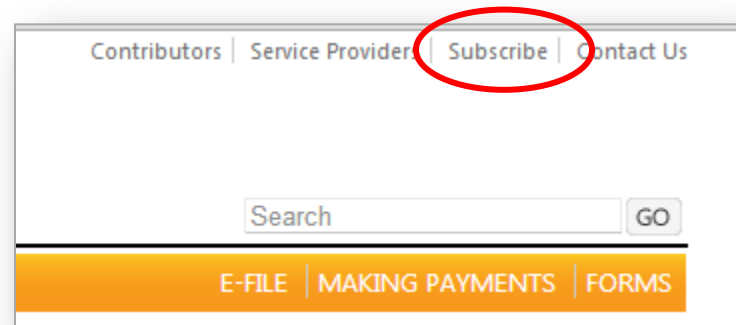 Contributors | Service Providers | Subscribe | Contact Us
Search GO
E-FILE | MAKING PAYMENTS | FORMS